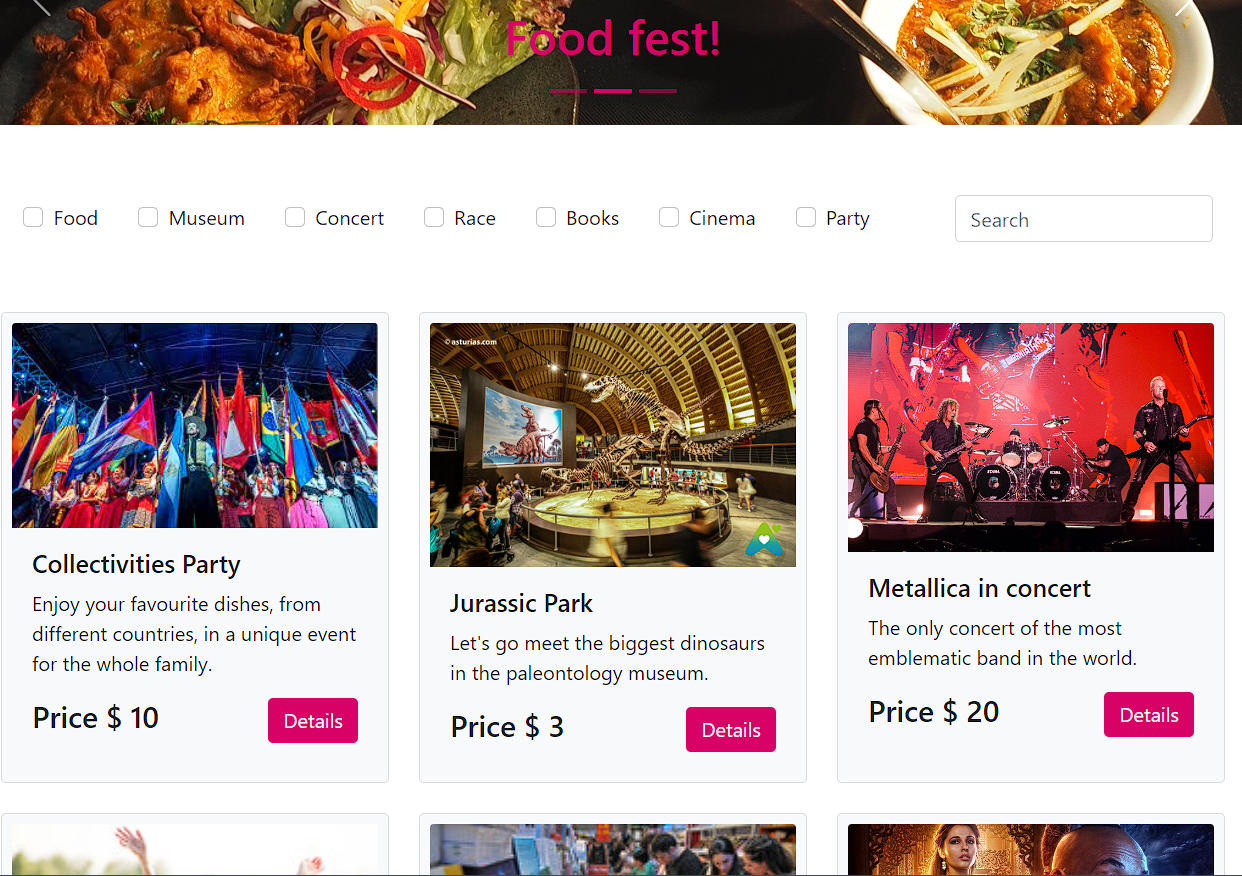 Food fest!
Food Museum Concert Race Books Cinema Party Search
© asturias.com
TAMA TAMA
Collectivities Party
Enjoy your favourite dishes, from
different countries, in a unique event
for the whole family.
Price $ 10 Details
Jurassic Park
Let's go meet the biggest dinosaurs
in the paleontology museum.
Price $ 3 Details
Metallica in concert
The only concert of the most
emblematic band in the world.
Price $ 20 Details